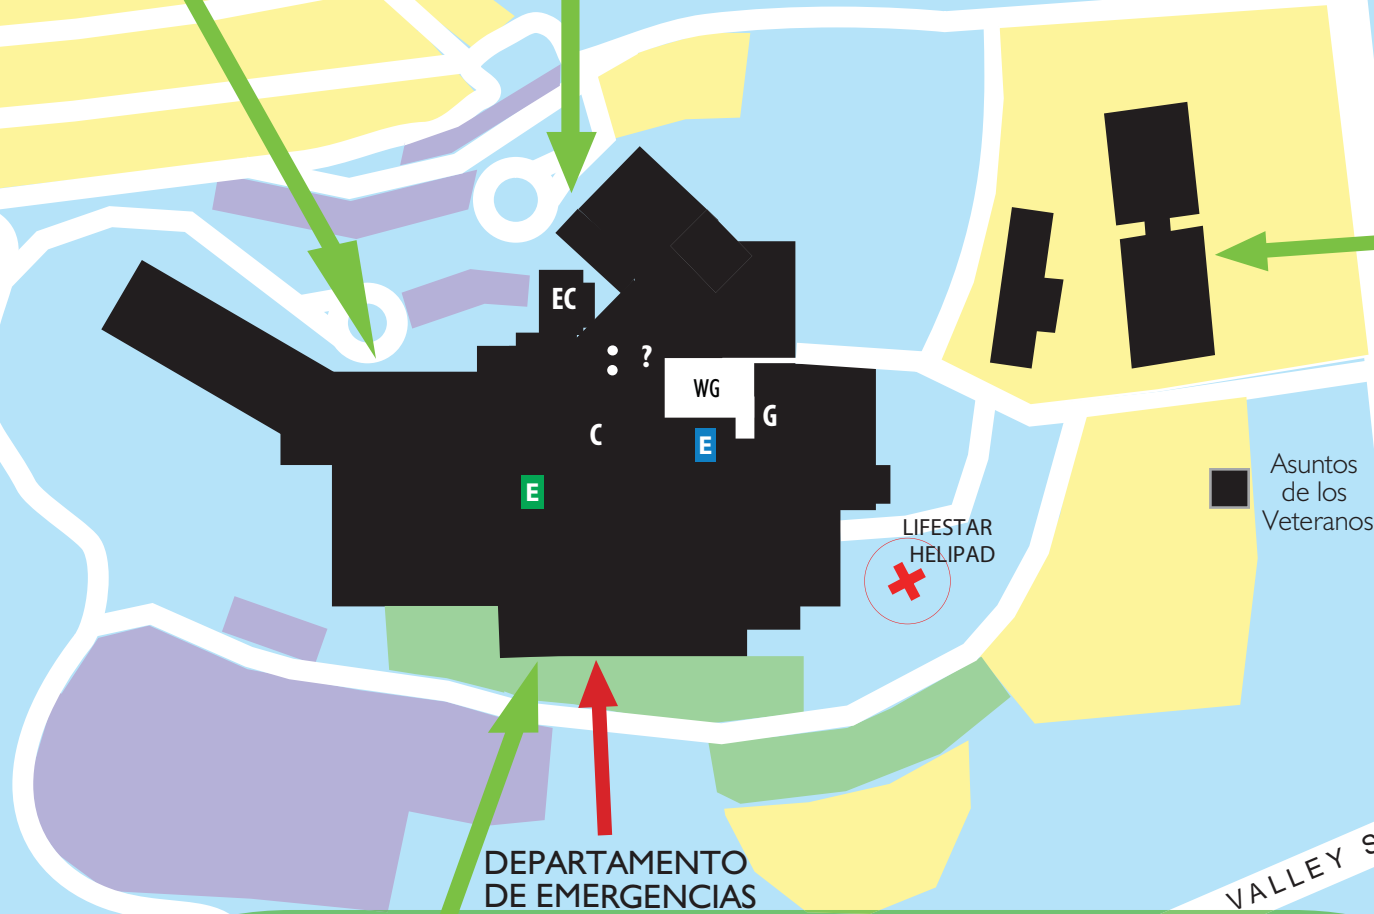 EC
?
WG
G
C
E
E
Asuntos
de los
Veteranos
LIFESTAR
HELIPAD
DEPARTAMENTO
DE EMERGENCIAS
VALLEY S